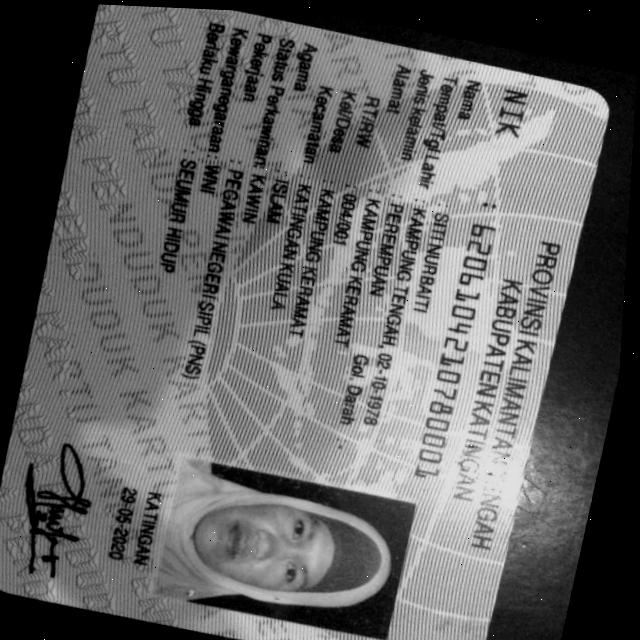 PROVINSI KALIMANTAN TENGAH
KABUPATEN KATINGAN
NIK : 6206104210780001
Nama : SITI NURBAITI
Tempat/Tgl Lahir : KAMPUNG TENGAH, 02-10-1978
Jenis kelamin : PEREMPUAN Gol. Darah
Alamat : KAMPUNG KERAMAT
RT/RW : 004/001
Kel/Desa : KAMPUNG KERAMAT
Kecamatan : KATINGAN KUALA
Agama : ISLAM
Status Perkawinan : KAWIN
Pekerjaan : PEGAWAI NEGERI SIPIL (PNS)
Kewarganegaraan : WNI
Berlaku Hingga : SEUMUR HIDUP
KATINGAN
29-05-2020